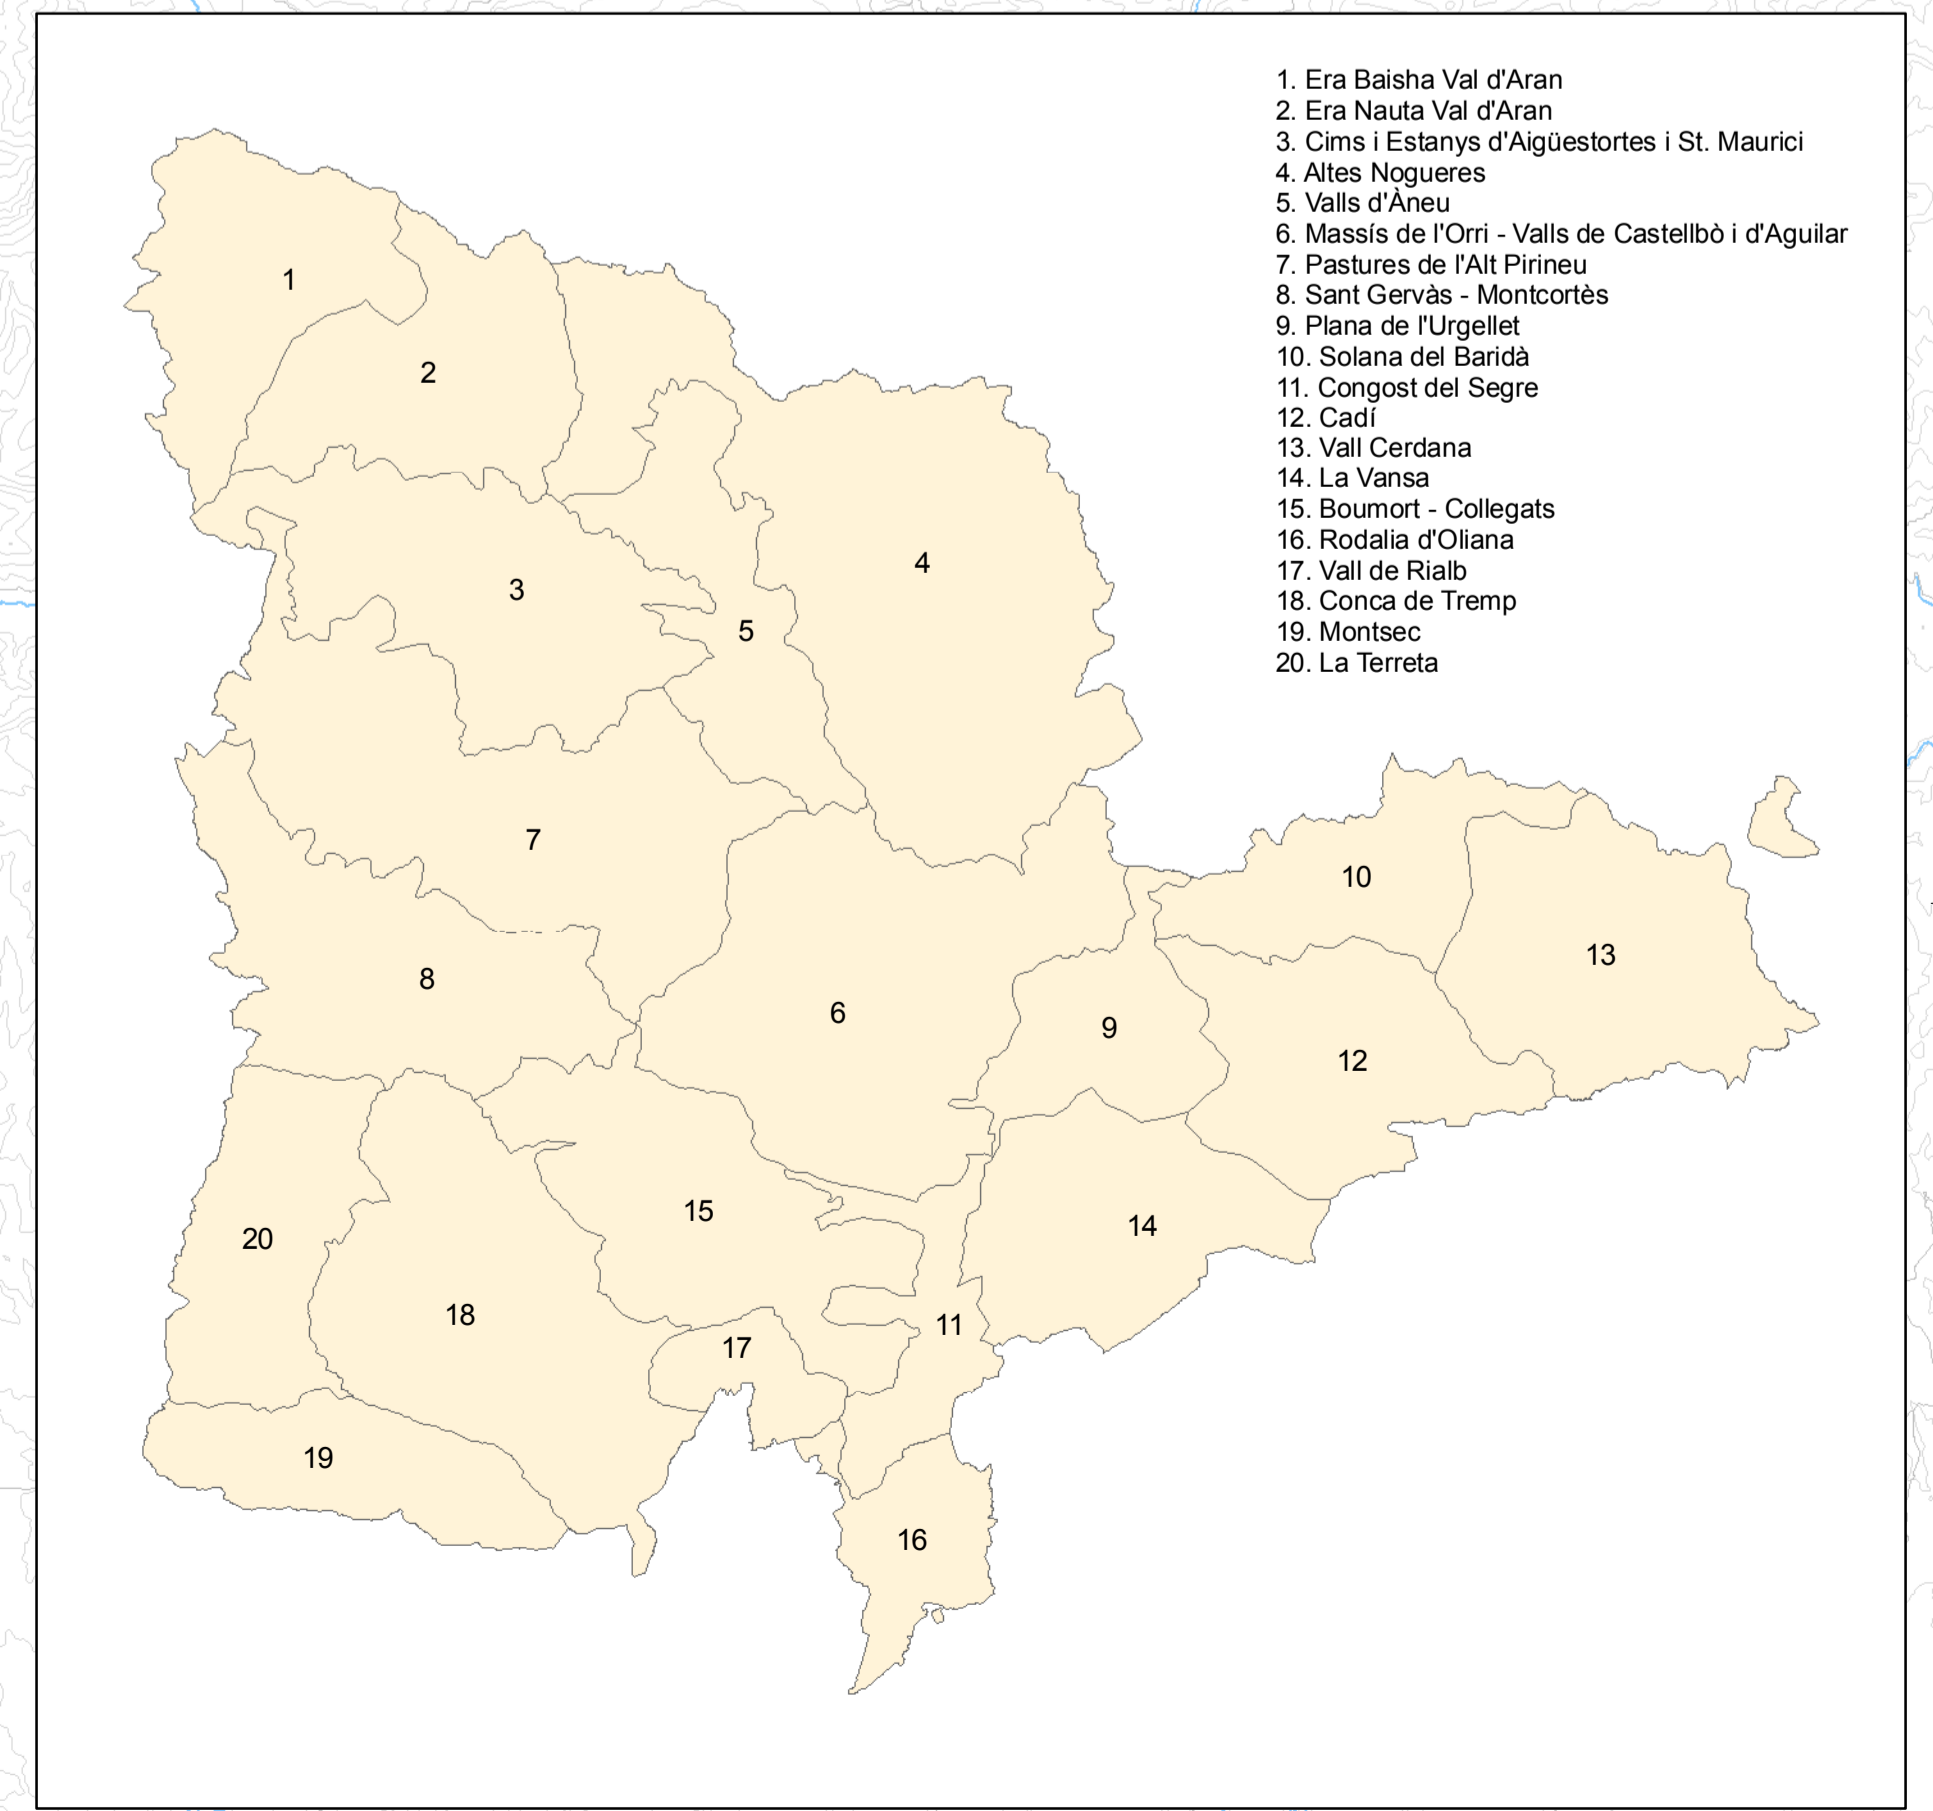 1. Era Baisha Val d'Aran
2. Era Nauta Val d'Aran
3. Cims i Estanys d'Aigüestortes i St. Maurici
4. Altes Nogueres
5. Valls d'Àneu
6. Massís de l'Orri - Valls de Castellbò i d'Aguilar
7. Pastures de l'Alt Pirineu
8. Sant Gervàs - Montcortès
9. Plana de l'Urgellet
10. Solana del Baridà
11. Congost del Segre
12. Cadí
13. Vall Cerdana
14. La Vansa
15. Boumort - Collegats
16. Rodalia d'Oliana
17. Vall de Rialb
18. Conca de Tremp
19. Montsec
20. La Terreta
1
2
4
3
5
7
10
13
8
6
9
12
15
14
20
18
11
17
19
16